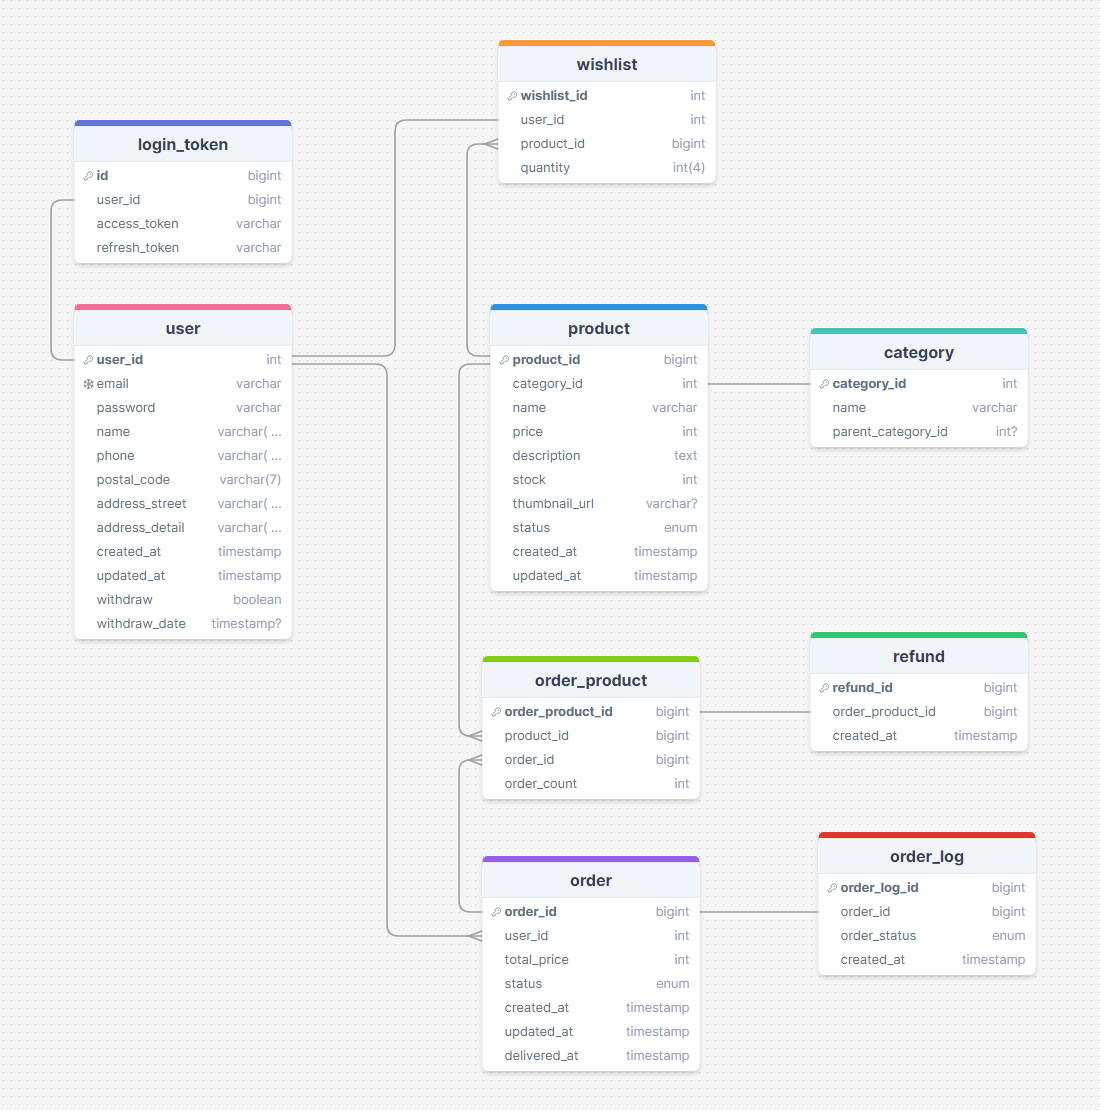 wishlist
wishlist_id int
user_id int
product_id bigint
quantity int(4)
login_token
id bigint
user_id bigint
access_token varchar
refresh_token varchar
user
user_id int
email varchar
password varchar
name varchar( ...
phone varchar( ...
postal_code varchar(7)
address_street varchar( ...
address_detail varchar( ...
created_at timestamp
updated_at timestamp
withdraw boolean
withdraw_date timestamp?
product
product_id bigint
category_id int
name varchar
price int
description text
stock int
thumbnail_url varchar?
status enum
created_at timestamp
updated_at timestamp
category
category_id int
name varchar
parent_category_id int?
order_product
order_product_id bigint
product_id bigint
order_id bigint
order_count int
refund
refund_id bigint
order_product_id bigint
created_at timestamp
order
order_id bigint
user_id int
total_price int
status enum
created_at timestamp
updated_at timestamp
delivered_at timestamp
order_log
order_log_id bigint
order_id bigint
order_status enum
created_at timestamp